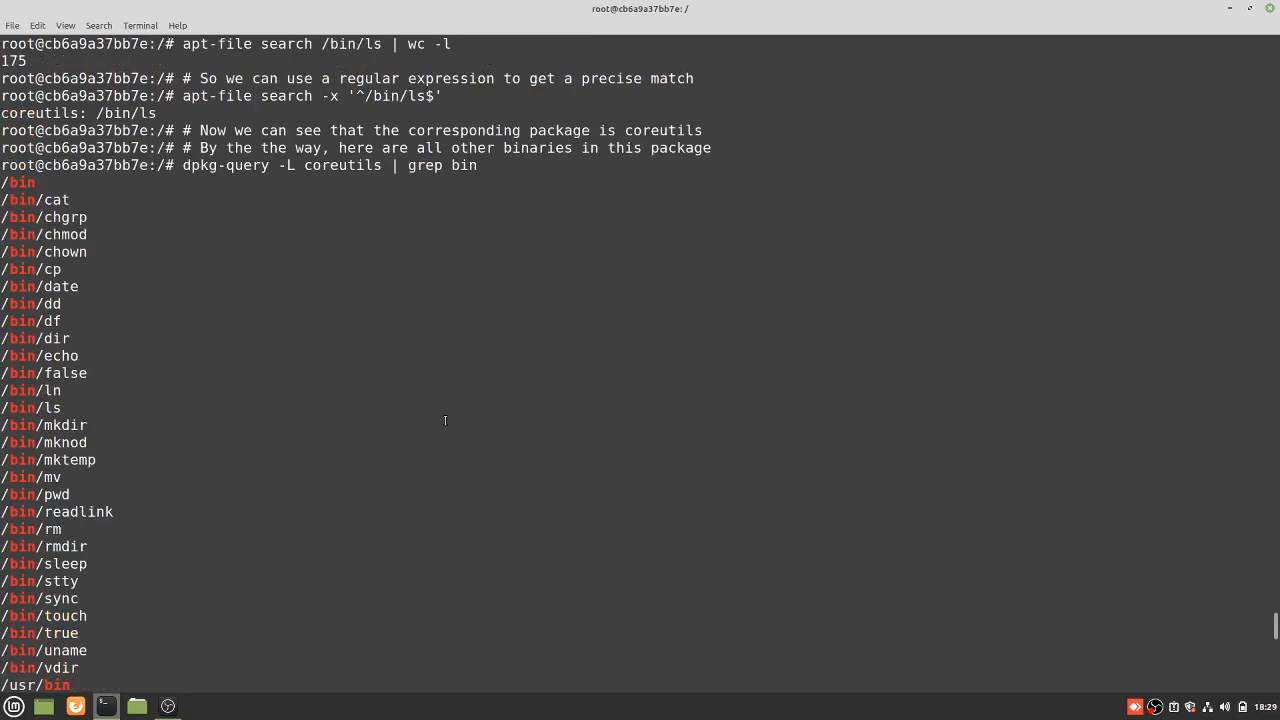 root@cb6a9a37bb7e: /
File Edit View Search Terminal Help
root@cb6a9a37bb7e:/# apt-file search /bin/ls | wc -l
175
root@cb6a9a37bb7e:/# # So we can use a regular expression to get a precise match
root@cb6a9a37bb7e:/# apt-file search -x '^/bin/ls$'
coreutils: /bin/ls
root@cb6a9a37bb7e:/# # Now we can see that the corresponding package is coreutils
root@cb6a9a37bb7e:/# # By the the way, here are all other binaries in this package
root@cb6a9a37bb7e:/# dpkg-query -L coreutils | grep bin
/bin
/bin/cat
/bin/chgrp
/bin/chmod
/bin/chown
/bin/cp
/bin/date
/bin/dd
/bin/df
/bin/dir
/bin/echo
/bin/false
/bin/ln
/bin/ls
/bin/mkdir
/bin/mknod
/bin/mktemp
/bin/mv
/bin/pwd
/bin/readlink
/bin/rm
/bin/rmdir
/bin/sleep
/bin/stty
/bin/sync
/bin/touch
/bin/true
/bin/uname
/bin/vdir
/usr/bin
18:29